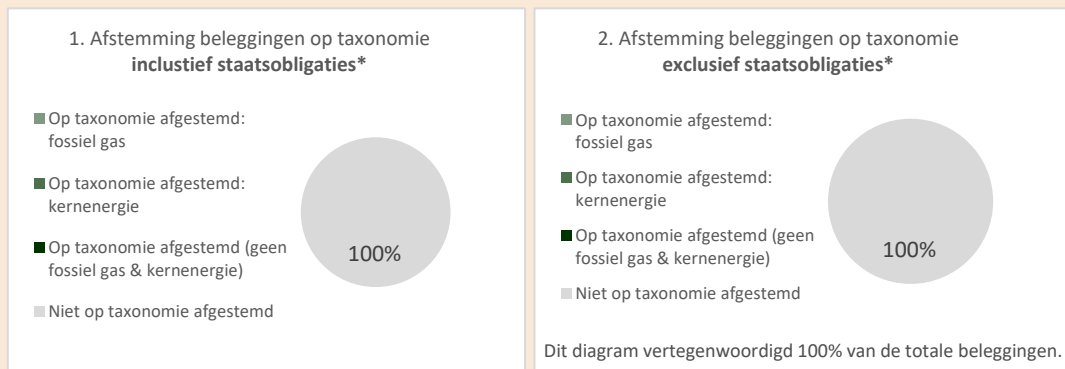 1. Afstemming beleggingen op taxonomie
inclustief staatsobligaties*
Op taxonomie afgestemd:
fossiel gas
Op taxonomie afgestemd:
kernenergie
Op taxonomie afgestemd (geen
fossiel gas & kernenergie)
Niet op taxonomie afgestemd
100%
2. Afstemming beleggingen op taxonomie
exclusief staatsobligaties*
Op taxonomie afgestemd:
fossiel gas
Op taxonomie afgestemd:
kernenergie
Op taxonomie afgestemd (geen
fossiel gas & kernenergie)
Niet op taxonomie afgestemd
100%
Dit diagram vertegenwoordigd 100% van de totale beleggingen.